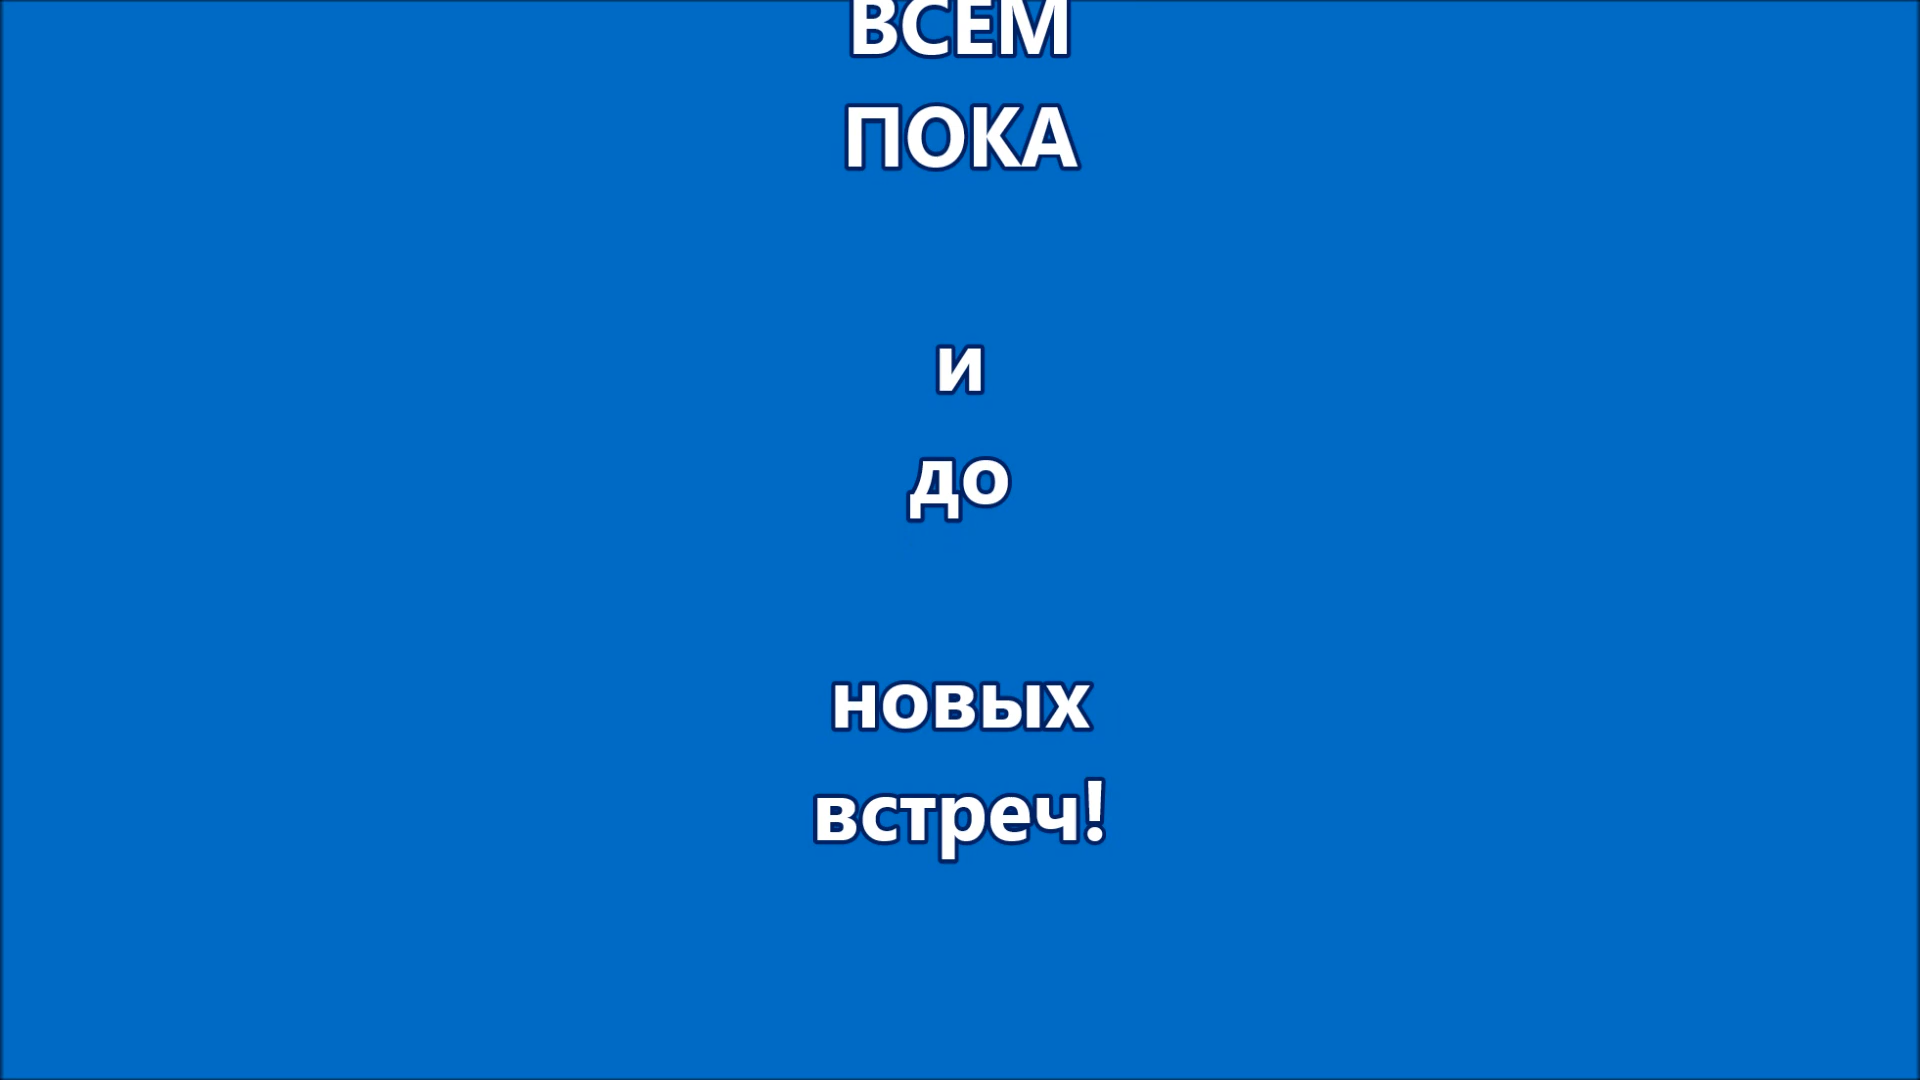 ВСЕМ
ПОКА
и
до
новых
встреч!